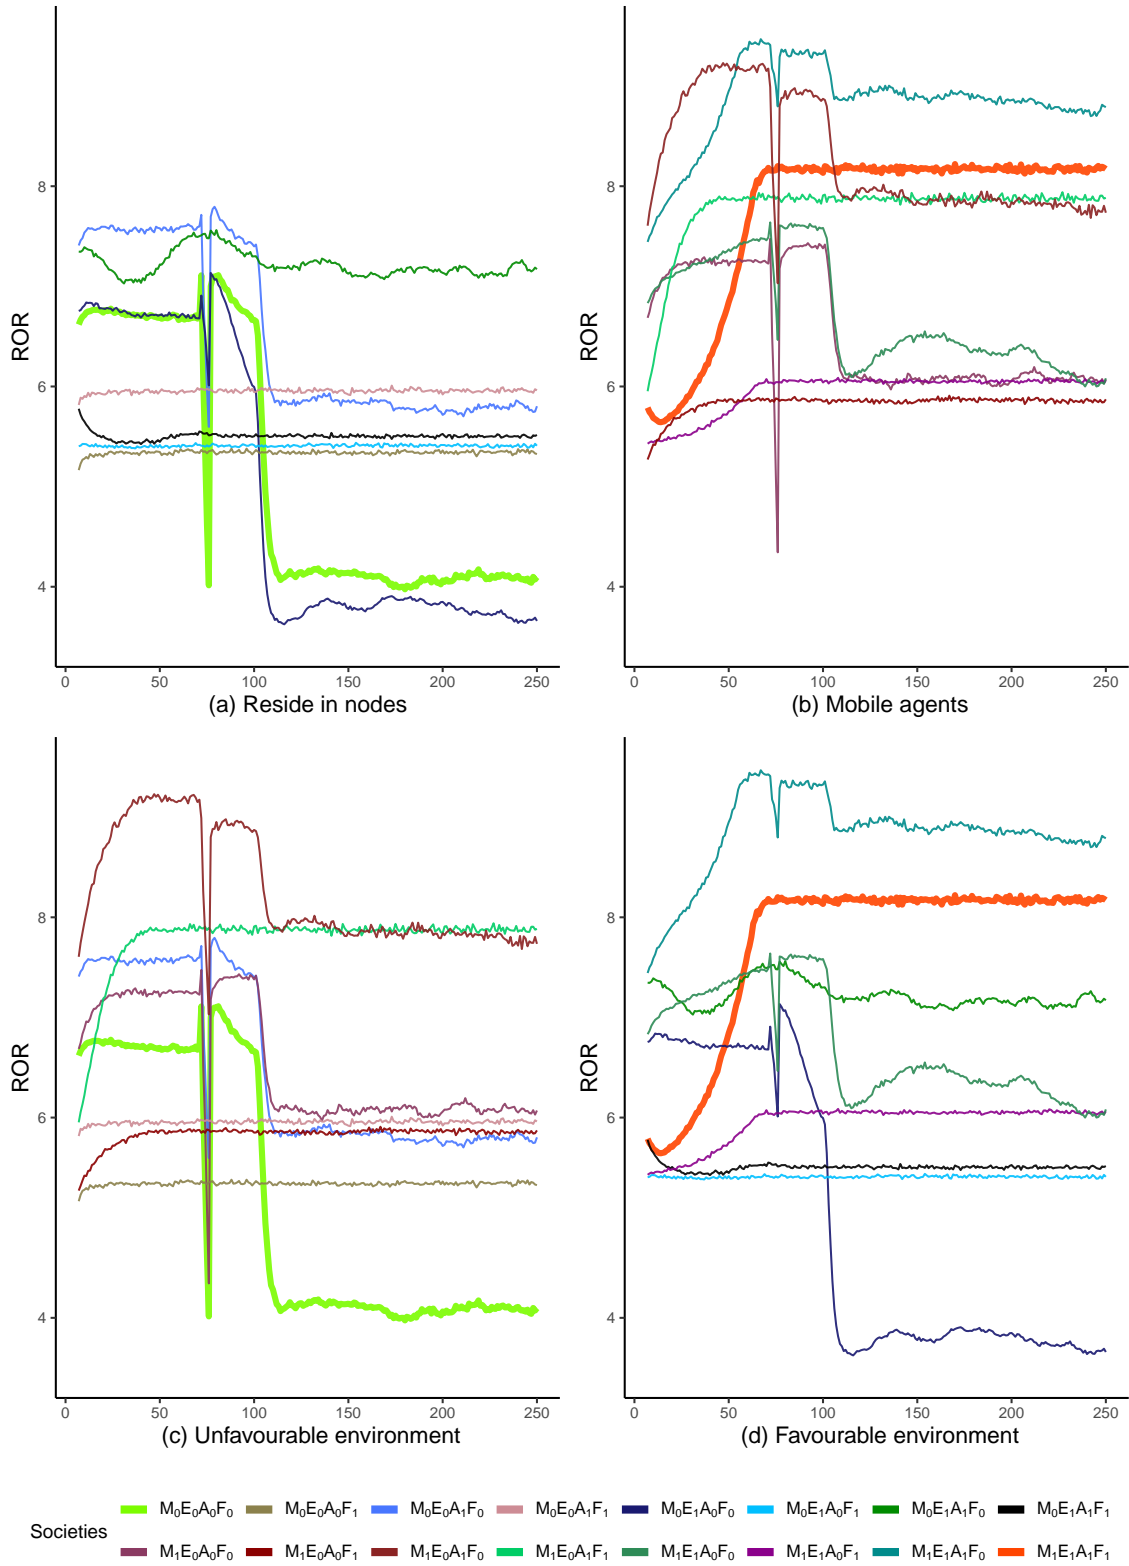 8
6
4
ROR
0 50 100 150 200 250
(a) Reside in nodes
8
6
4
ROR
0 50 100 150 200 250
(b) Mobile agents
8
6
4
ROR
0 50 100 150 200 250
(c) Unfavourable environment
8
6
4
ROR
0 50 100 150 200 250
(d) Favourable environment
Societies
M₀E₀A₀F₀ M₀E₀A₀F₁ M₀E₀A₁F₀ M₀E₀A₁F₁ M₀E₁A₀F₀ M₀E₁A₀F₁ M₀E₁A₁F₀ M₀E₁A₁F₁
M₁E₀A₀F₀ M₁E₀A₀F₁ M₁E₀A₁F₀ M₁E₀A₁F₁ M₁E₁A₀F₀ M₁E₁A₀F₁ M₁E₁A₁F₀ M₁E₁A₁F₁